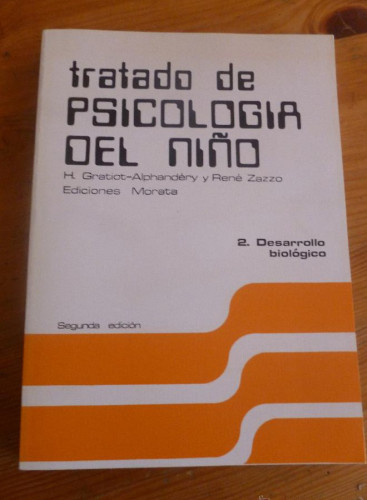 tratado de
PSICOLOGIA
DEL NIÑO
H. Gratiot-Alphandéry y René Zazzo
Ediciones Morata
2. Desarrollo
biológico
Segunda edición